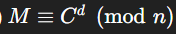 ) M ≡ C^d (mod n)